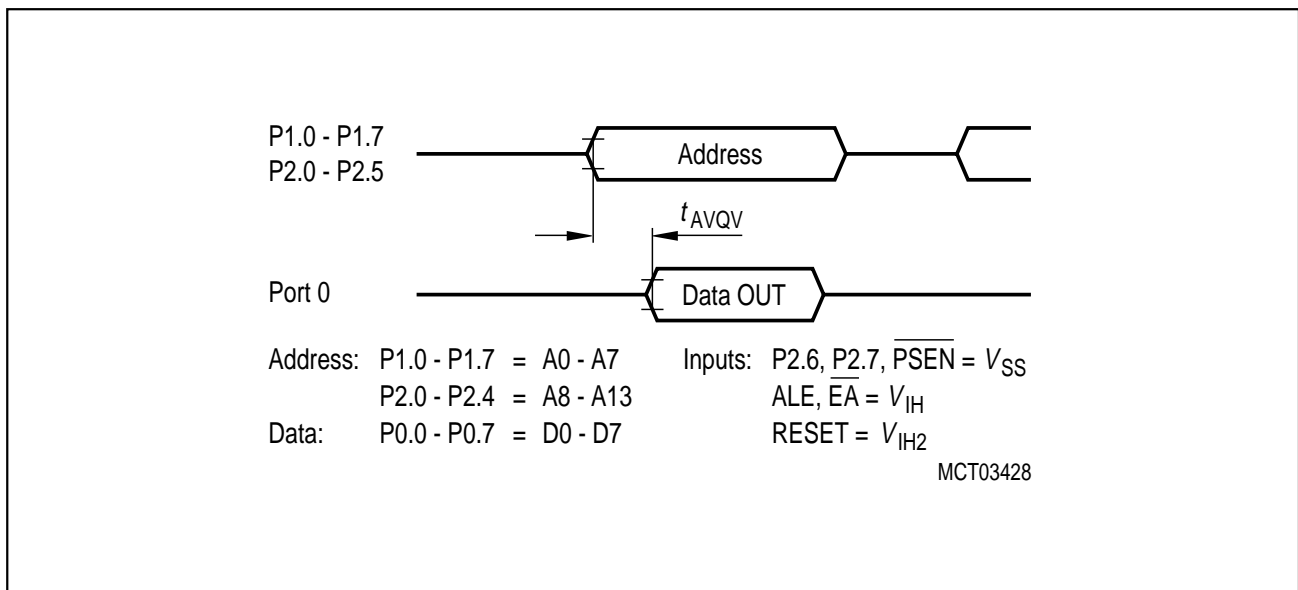 P1.0 - P1.7
P2.0 - P2.5
Address
tAVQV
Port 0
Data OUT
Address: P1.0 - P1.7 = A0 - A7 Inputs: P2.6, P2.7, PSEN = VSS
P2.0 - P2.4 = A8 - A13 ALE, EA = VIH
Data: P0.0 - P0.7 = D0 - D7 RESET = VIH2
MCT03428